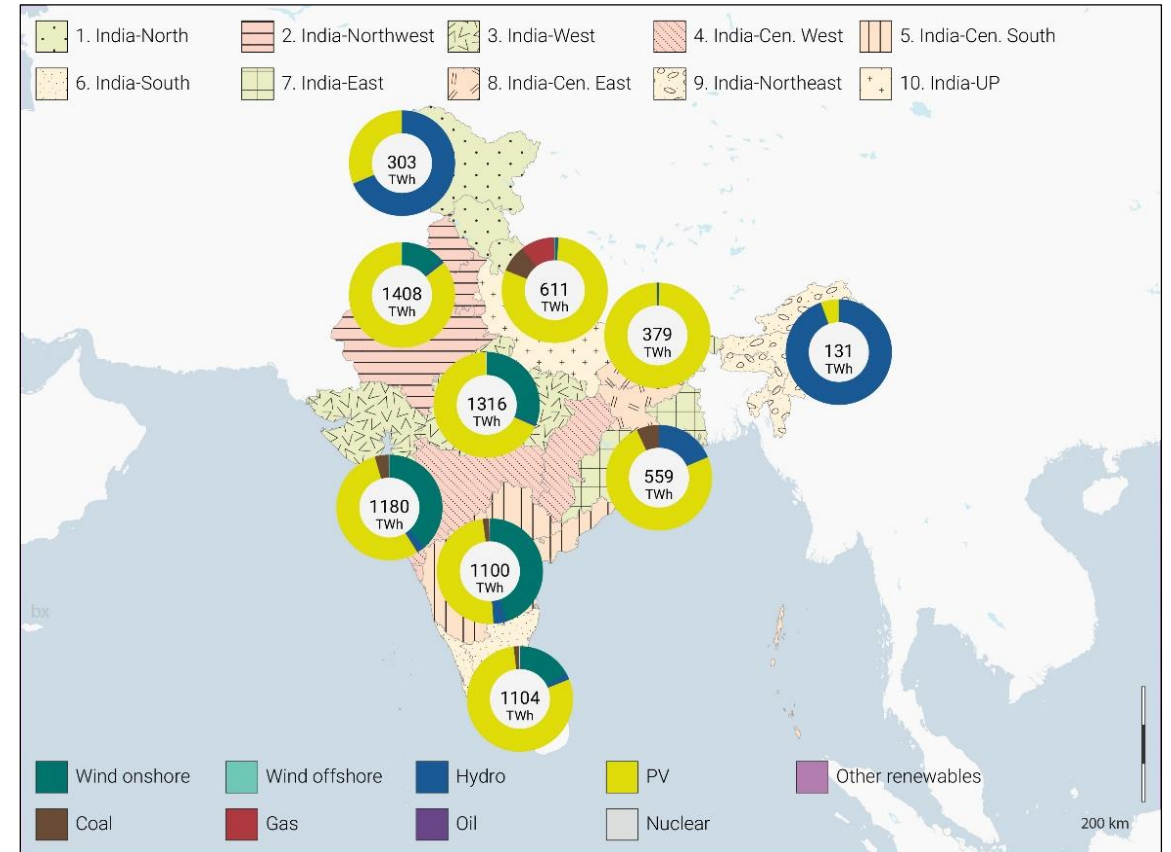 1. India-North 2. India-Northwest 3. India-West 4. India-Cen. West 5. India-Cen. South
6. India-South 7. India-East 8. India-Cen. East 9. India-Northeast 10. India-UP
303
TWh
1408
TWh
611
TWh
379
TWh
131
TWh
1316
TWh
1180
TWh
559
TWh
1100
TWh
1104
TWh
bx
Wind onshore Wind offshore Hydro PV Other renewables
Coal Gas Oil Nuclear
200 km